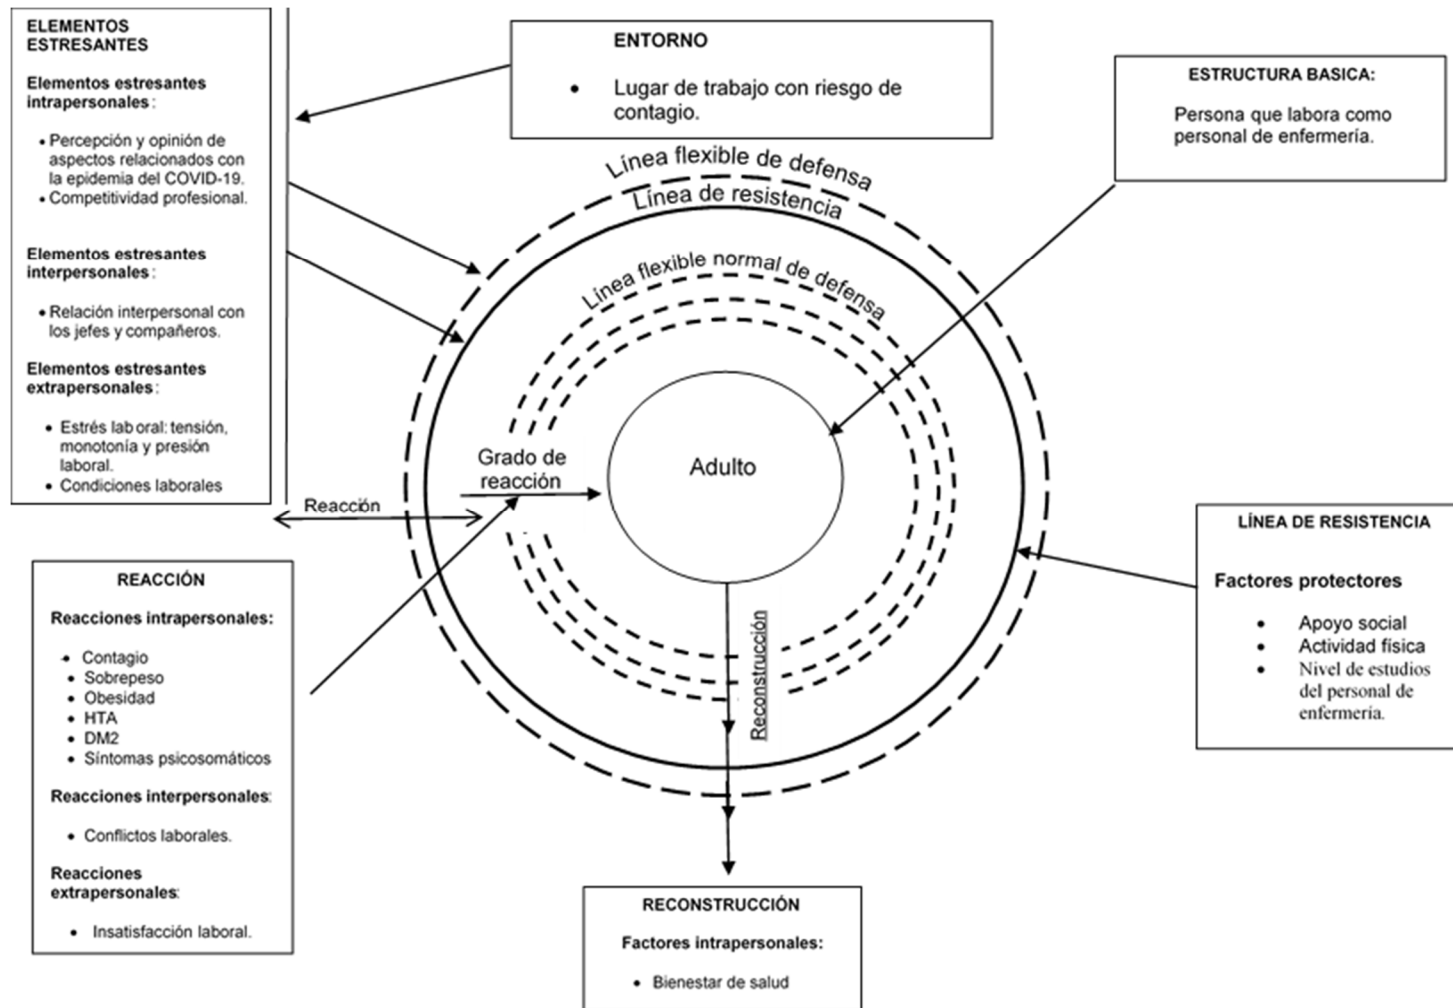 ELEMENTOS
ESTRESANTES
Elementos estresantes
intrapersonales:
• Percepción y opinión de
aspectos relacionados con
la epidemia del COVID-19.
• Competitividad profesional.
Elementos estresantes
interpersonales:
• Relación interpersonal con
los jefes y compañeros.
Elementos estresantes
extrapersonales:
• Estrés lab oral: tensión,
monotonía y presión
laboral.
• Condiciones laborales
ENTORNO
• Lugar de trabajo con riesgo de
contagio.
ESTRUCTURA BASICA:
Persona que labora como
personal de enfermería.
Línea flexible de defensa
Línea de resistencia
Línea flexible normal de defensa
Grado de
reacción
Adulto
Reacción
Reconstrucción
REACCIÓN
Reacciones intrapersonales:
• Contagio
• Sobrepeso
• Obesidad
• HTA
• DM2
• Síntomas psicosomáticos
Reacciones interpersonales:
• Conflictos laborales.
Reacciones
extrapersonales:
• Insatisfacción laboral.
LÍNEA DE RESISTENCIA
Factores protectores
• Apoyo social
• Actividad física
• Nivel de estudios
del personal de
enfermería.
RECONSTRUCCIÓN
Factores intrapersonales:
• Bienestar de salud